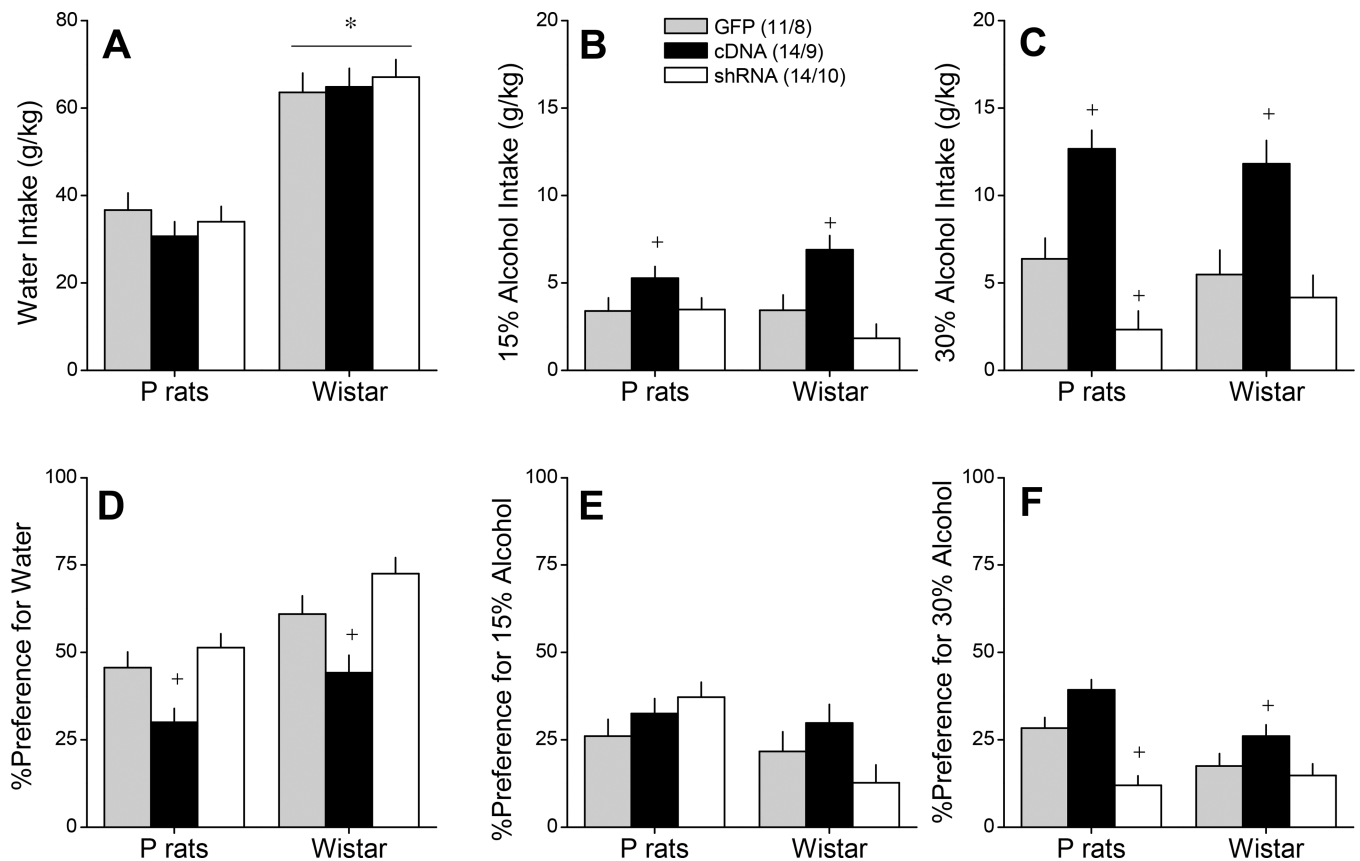 A
Water Intake (g/kg)
80
60
40
20
0
*
P rats
Wistar
B
15% Alcohol Intake (g/kg)
20
15
10
5
0
GFP (11/8)
cDNA (14/9)
shRNA (14/10)
+
+
P rats
Wistar
C
30% Alcohol Intake (g/kg)
20
15
10
5
0
+
+
+
P rats
Wistar
D
%Preference for Water
100
75
50
25
0
+
+
P rats
Wistar
E
%Preference for 15% Alcohol
100
75
50
25
0
P rats
Wistar
F
%Preference for 30% Alcohol
100
75
50
25
0
+
+
P rats
Wistar